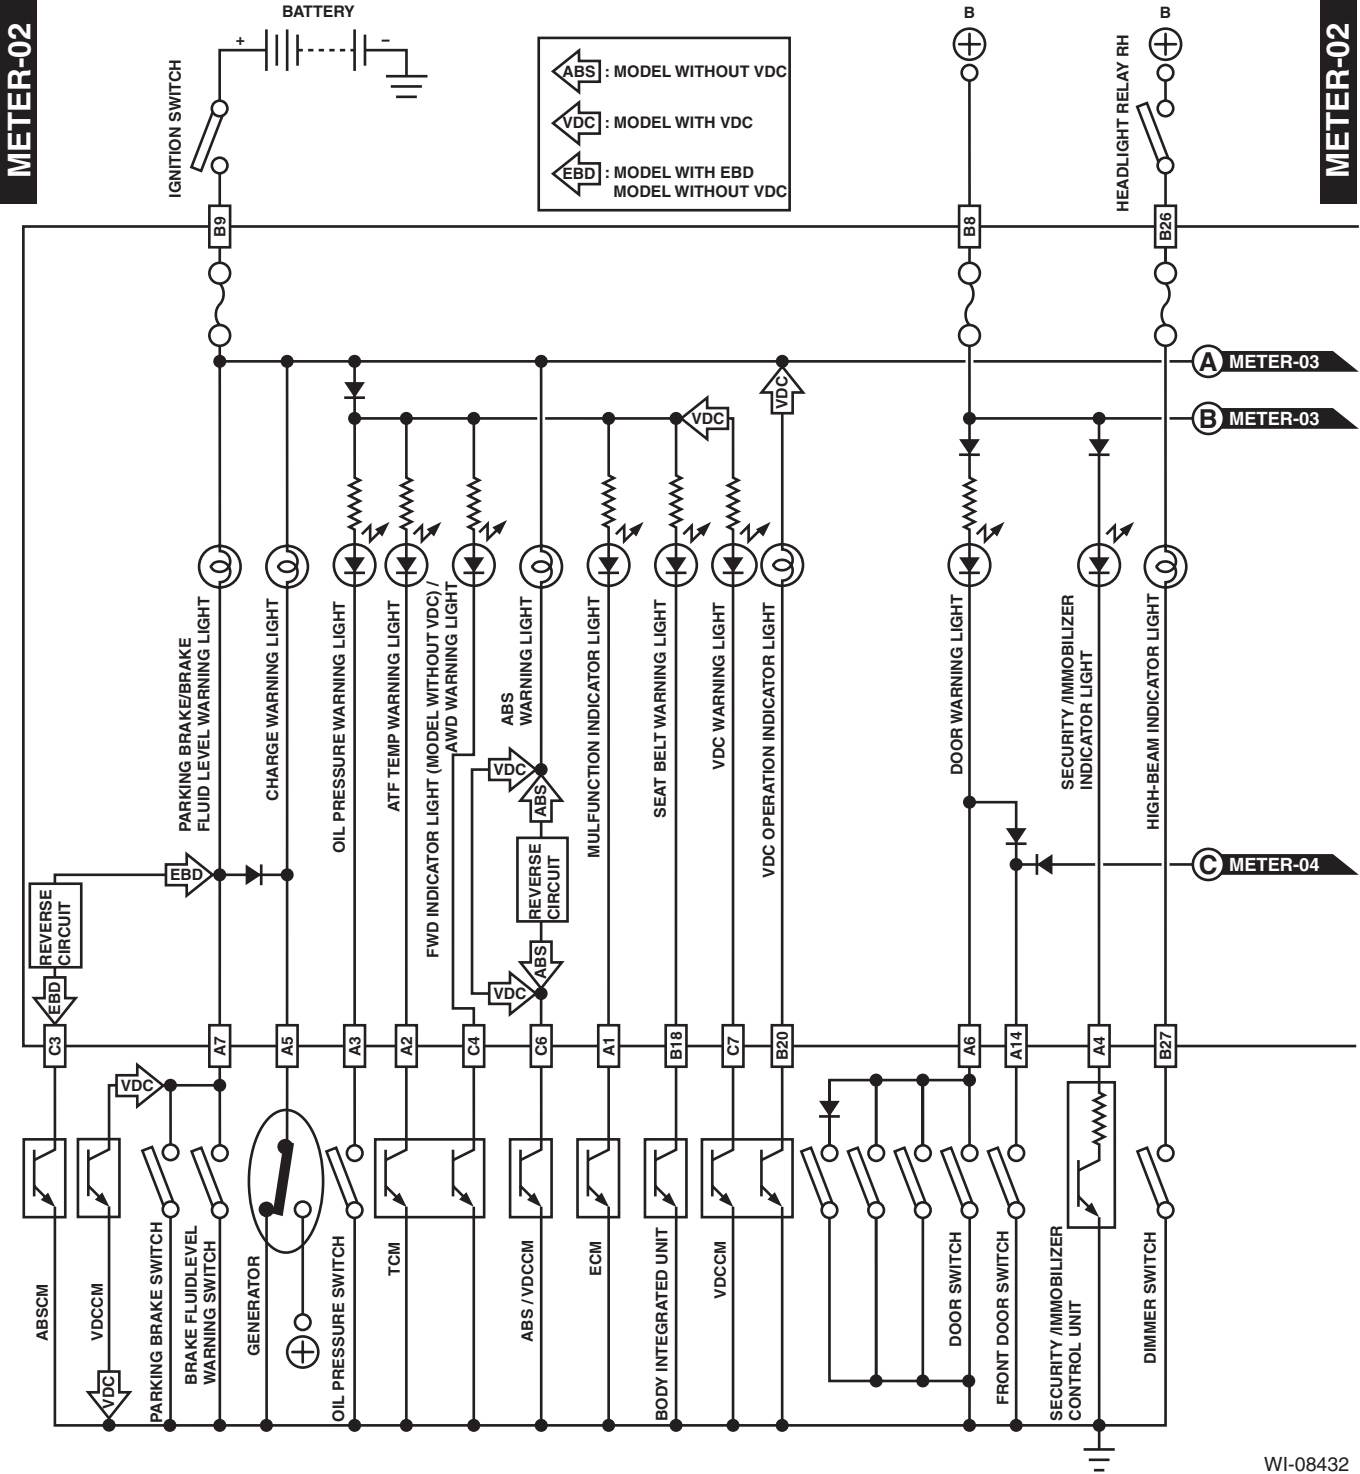 METER-02
METER-02
BATTERY
+
−
IGNITION SWITCH
ABS : MODEL WITHOUT VDC
VDC : MODEL WITH VDC
EBD : MODEL WITH EBD
MODEL WITHOUT VDC
B
B
HEADLIGHT RELAY RH
B9
B8
B26
A METER-03
B METER-03
VDC
VDC
PARKING BRAKE/BRAKE
FLUID LEVEL WARNING LIGHT
CHARGE WARNING LIGHT
OIL PRESSURE WARNING LIGHT
ATF TEMP WARNING LIGHT
FWD INDICATOR LIGHT (MODEL WITHOUT VDC) /
AWD WARNING LIGHT
ABS
WARNING LIGHT
MULFUNCTION INDICATOR LIGHT
SEAT BELT WARNING LIGHT
VDC WARNING LIGHT
VDC OPERATION INDICATOR LIGHT
DOOR WARNING LIGHT
SECURITY /IMMOBILIZER
INDICATOR LIGHT
HIGH-BEAM INDICATOR LIGHT
VDC
ABS
REVERSE
CIRCUIT
ABS
VDC
EBD
REVERSE
CIRCUIT
EBD
C METER-04
C3
A7
A5
A3
A2
C4
C6
A1
B18
C7
B20
A6
A14
A4
B27
VDC
ABSCM
VDCCM
VDC
PARKING BRAKE SWITCH
BRAKE FLUIDLEVEL
WARNING SWITCH
GENERATOR
OIL PRESSURE SWITCH
TCM
ABS / VDCCM
ECM
BODY INTEGRATED UNIT
VDCCM
DOOR SWITCH
FRONT DOOR SWITCH
SECURITY /IMMOBILIZER
CONTROL UNIT
DIMMER SWITCH
WI-08432